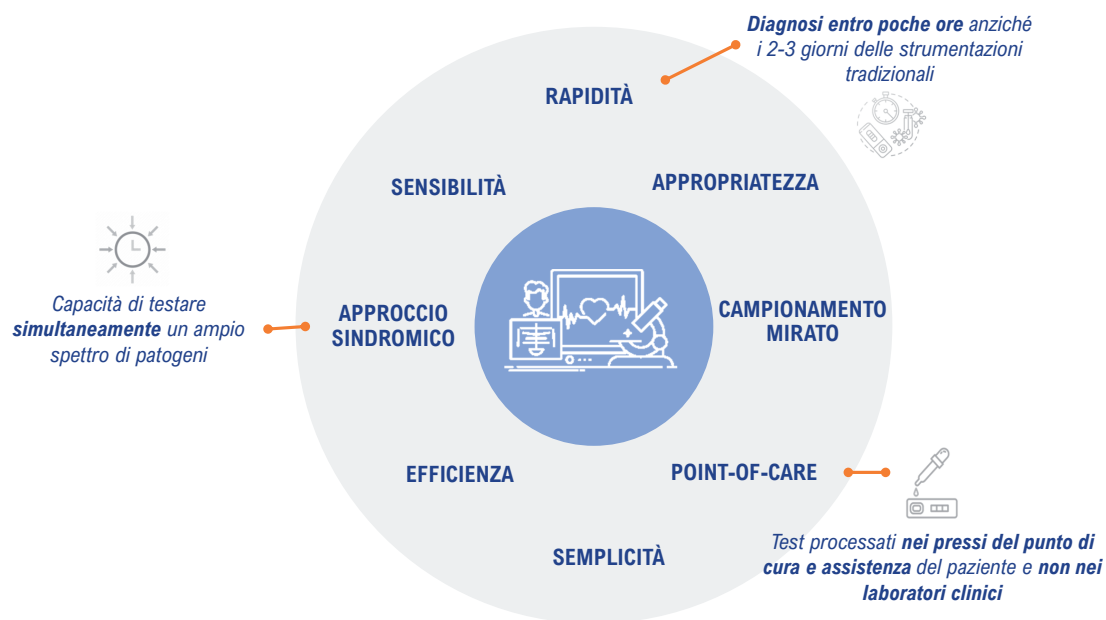 Diagnosi entro poche ore anziché
i 2-3 giorni delle strumentazioni
tradizionali
RAPIDITÀ
SENSIBILITÀ
APPROPRIATEZZA
Capacità di testare
simultaneamente un ampio
spettro di patogeni
APPROCCIO
SINDROMICO
CAMPIONAMENTO
MIRATO
EFFICIENZA
POINT-OF-CARE
SEMPLICITÀ
Test processati nei pressi del punto di
cura e assistenza del paziente e non nei
laboratori clinici